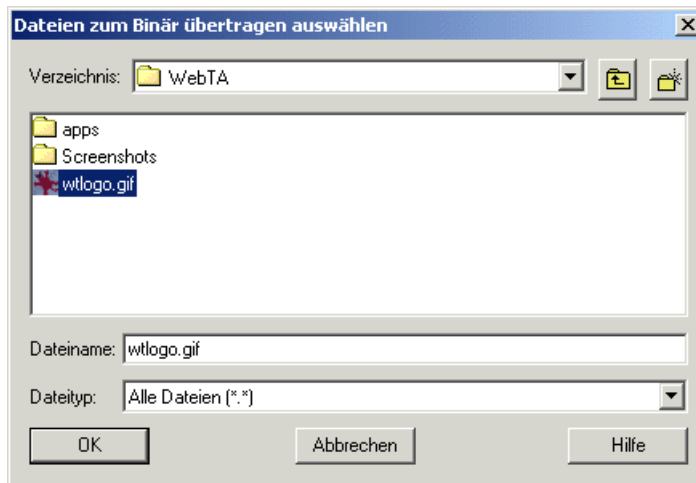 Dateien zum Binär übertragen auswählen
Verzeichnis: WebTA
apps
Screenshots
wtlogo.gif
Dateiname: wtlogo.gif
Dateityp: Alle Dateien (*.*)
OK Abbrechen Hilfe